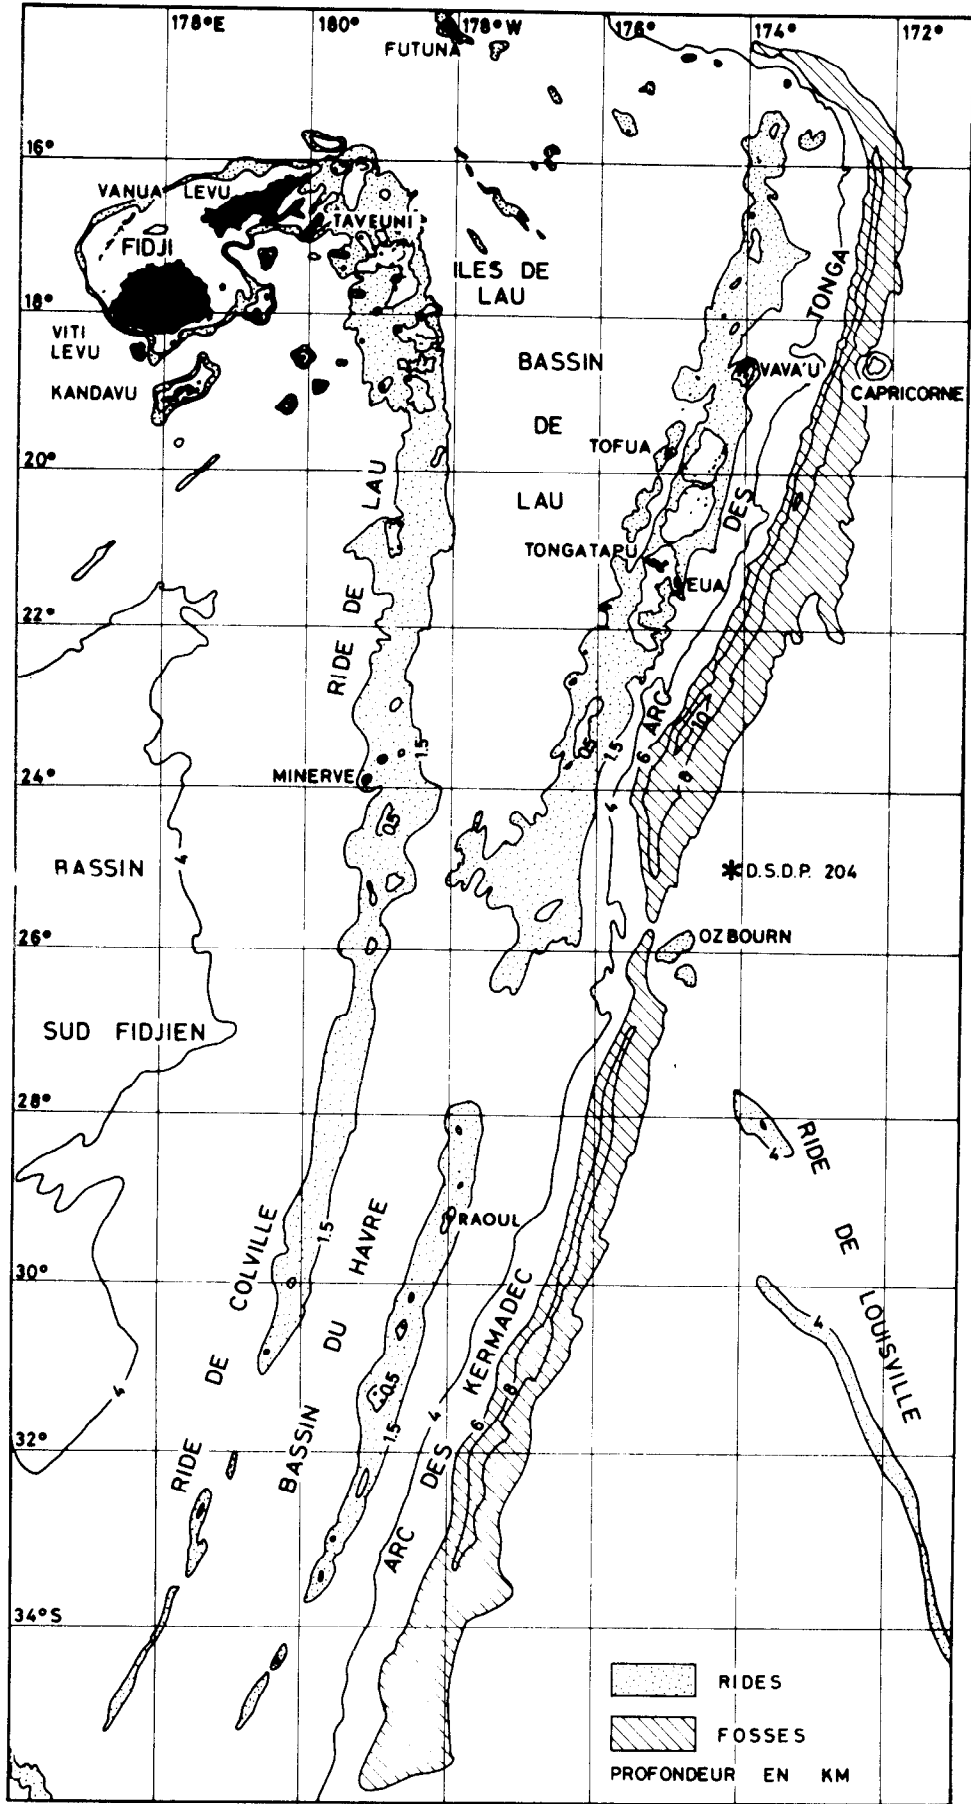 178°E 180° 178°W 176° 174° 172°
FUTUNA
16°
VANUA LEVU
TAVEUNI
FIDJI
ILES DE
LAU
TONGA
18°
VITI
LEVU
BASSIN
VAVA'U
KANDAVU
CAPRICORNE
DE
TOFUA
20°
LAU
LAU
DES
TONGATAPU
EUA
DE
22°
RIDE
ARC
10
0.5
1.5
1.5
6
8
MINERVE
24°
4
0.5
4
BASSIN
D.S.D.P. 204
OZBOURN
26°
SUD FIDJIEN
28°
RIDE
4
RAOUL
1.5
DE
COLVILLE
HAVRE
30°
KERMADEC
LOUISVILLE
4
DU
DE
4
8
0.5
4
6
1.5
32°
RIDE
BASSIN
DES
ARC
34°S
RIDES
FOSSES
PROFONDEUR EN KM